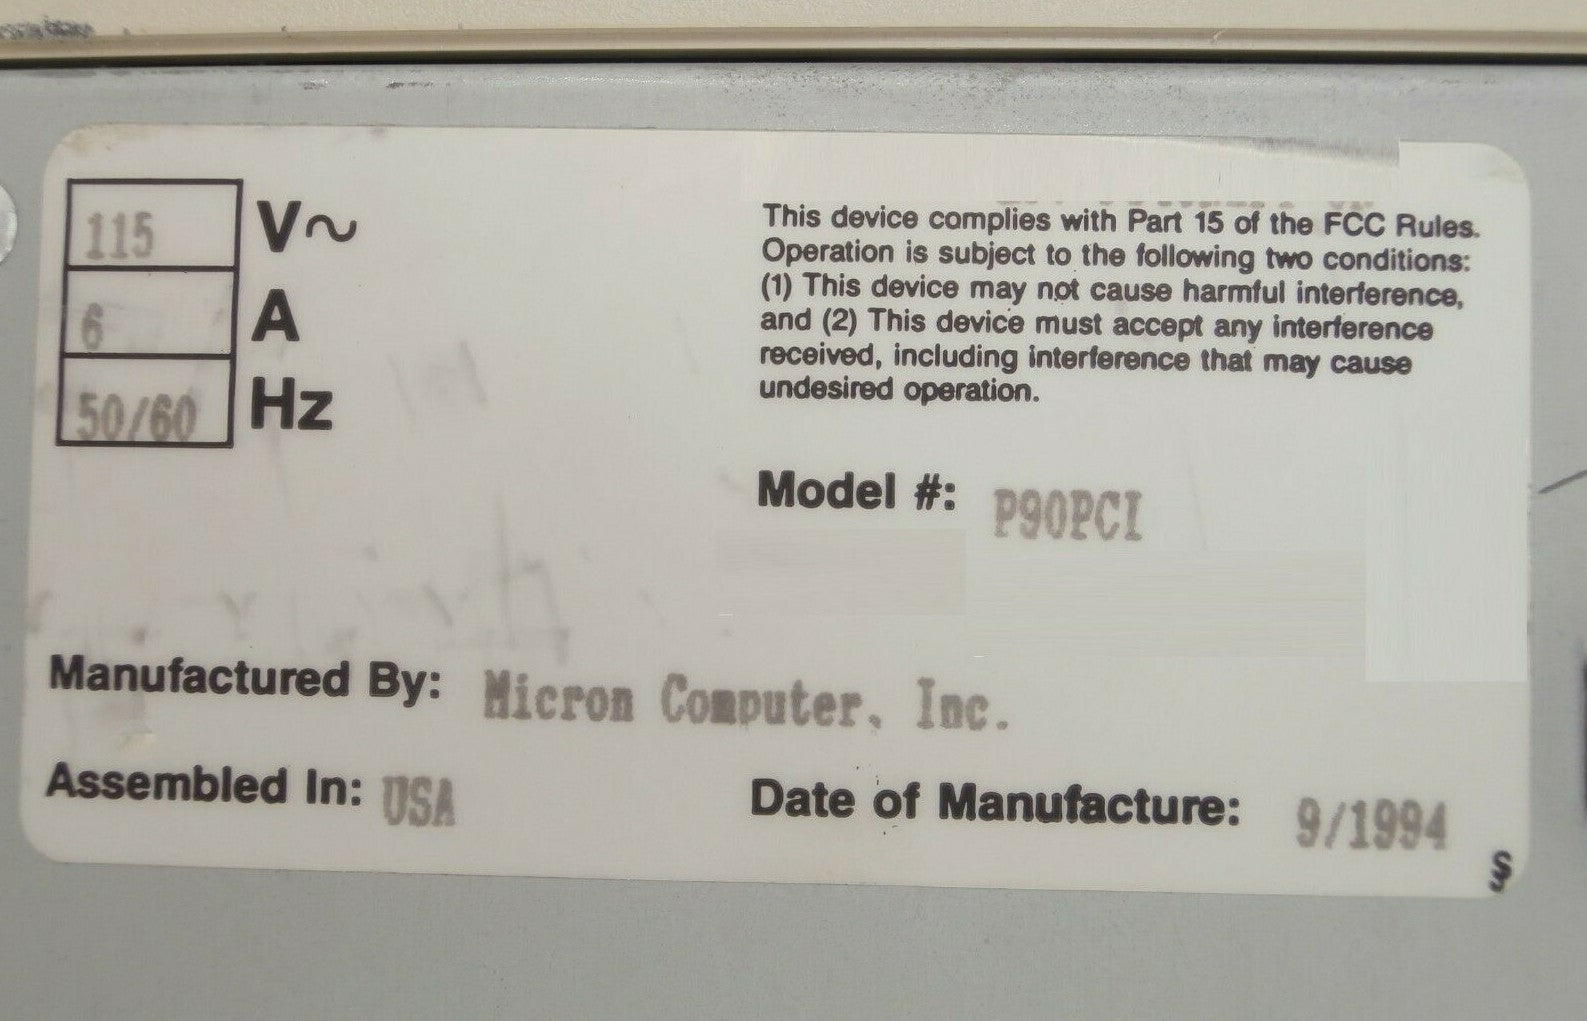 115 V~
6 A
50/60 Hz
This device complies with Part 15 of the FCC Rules.
Operation is subject to the following two conditions:
(1) This device may not cause harmful interference,
and (2) This device must accept any interference
received, including interference that may cause
undesired operation.
Model #: P90PCI
Manufactured By: Micron Computer, Inc.
Assembled In: USA
Date of Manufacture: 9/1994